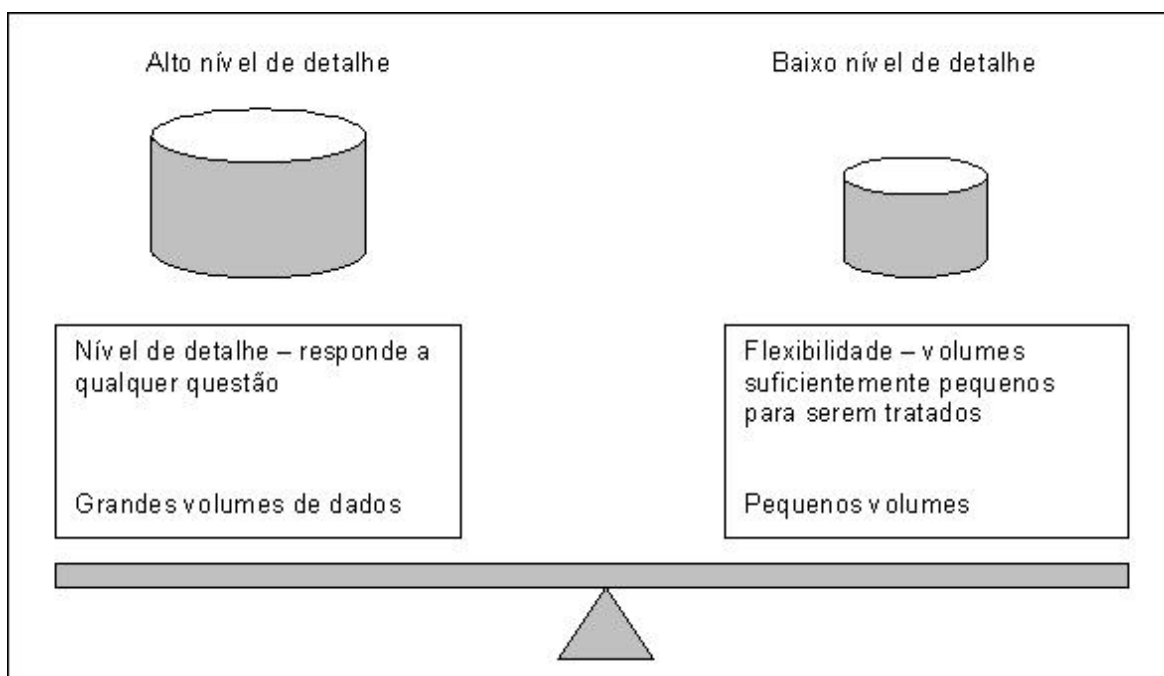 Alto nível de detalhe
Baixo nível de detalhe
Nível de detalhe – responde a
qualquer questão
Grandes volumes de dados
Flexibilidade – volumes
suficientemente pequenos
para serem tratados
Pequenos volumes